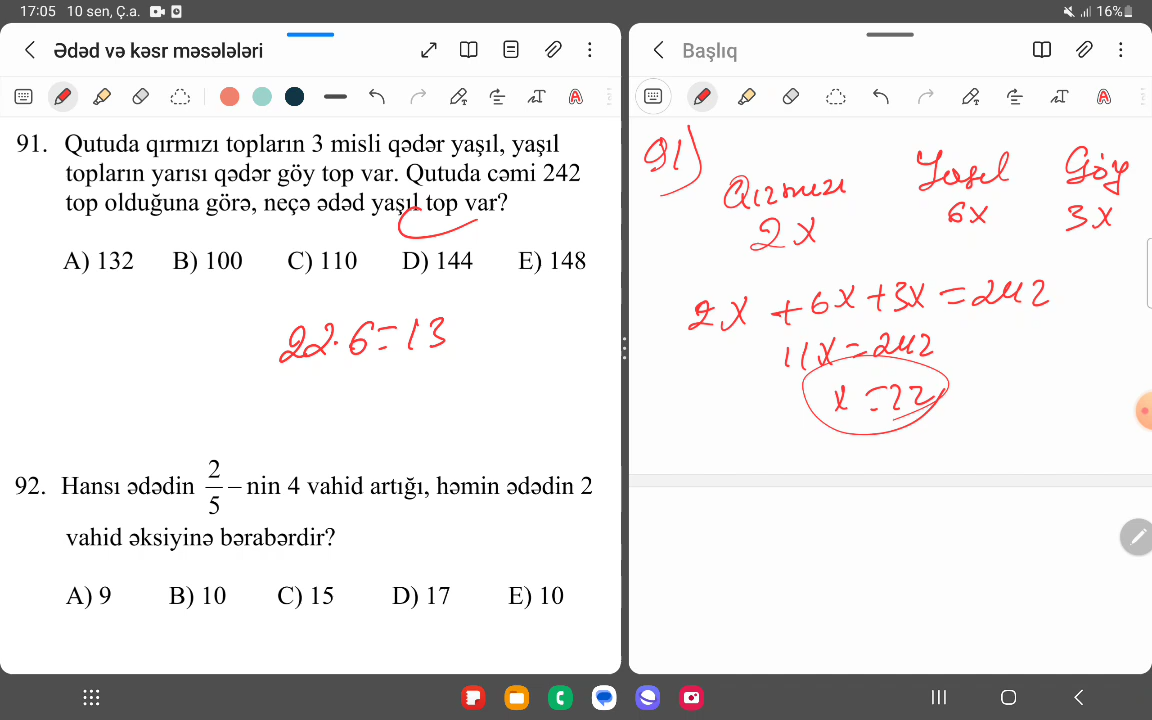 17:05 10 sen, Ç.a. 16%
Ədəd və kəsr məsələləri
91. Qutuda qırmızı topların 3 misli qədər yaşıl, yaşıl
topların yarısı qədər göy top var. Qutuda cəmi 242
top olduğuna görə, neçə ədəd yaşıl top var?
A) 132 B) 100 C) 110 D) 144 E) 148
22·6=13
92. Hansı ədədin 2/5 – nin 4 vahid artığı, həmin ədədin 2
vahid əksiyinə bərabərdir?
A) 9 B) 10 C) 15 D) 17 E) 10
Başlıq
91)
Qızmızı Yaşıl Göy
2x 6x 3x
2x + 6x + 3x = 242
11x = 242
x = 22